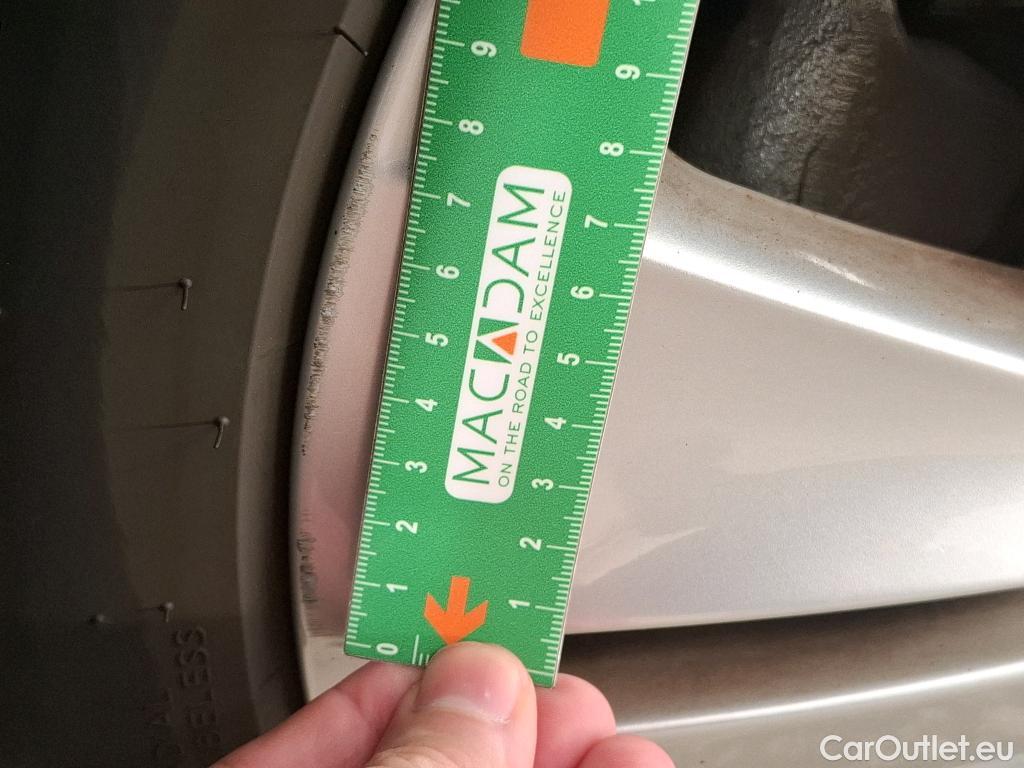 MACADAM
ON THE ROAD TO EXCELLENCE
0 1 2 3 4 5 6 7 8 9
1 2 3 4 5 6 7 8 9 1
CarOutlet.eu